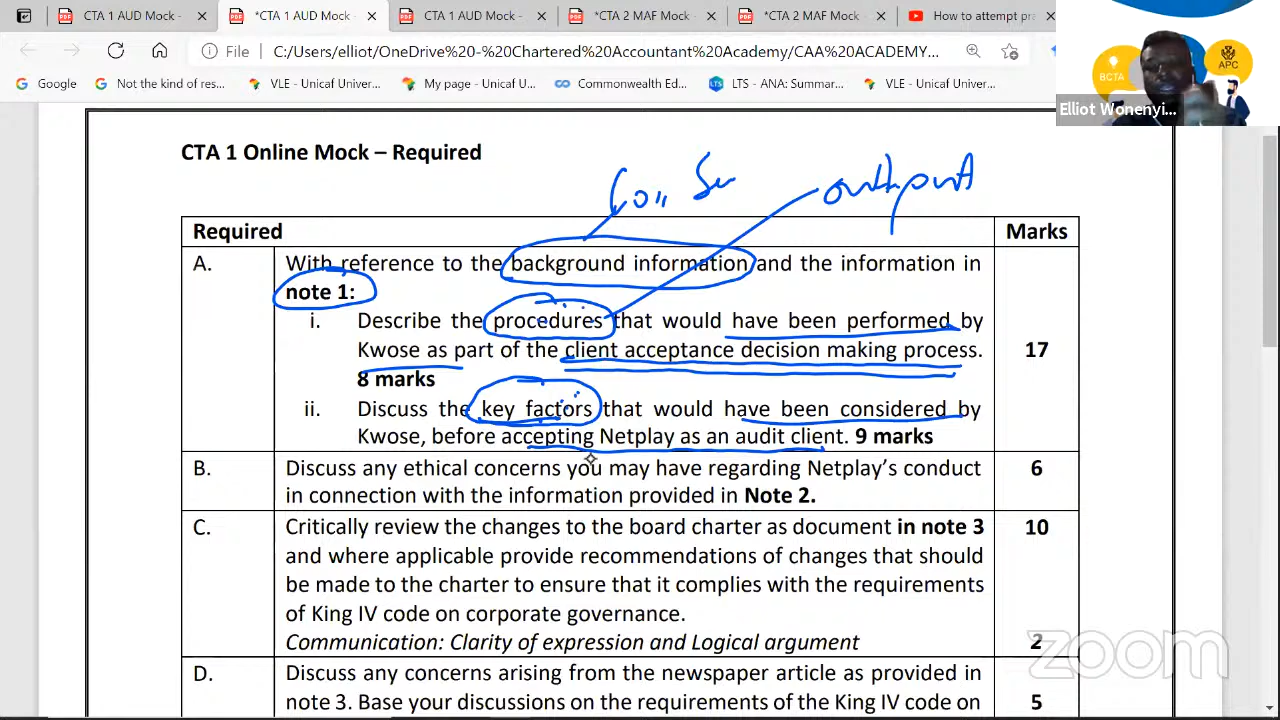 CTA 1 AUD Mock -
*CTA 1 AUD Mock -
CTA 1 AUD Mock -
*CTA 2 MAF Mock -
CTA 2 MAF Mock -
How to attempt pra
File
C:/Users/elliot/OneDrive%20-%20Chartered%20Accountant%20Academy/CAA%20ACADEMY...
Google
Not the kind of res...
VLE - Unicaf Univer...
My page - Unicaf U...
Commonwealth Ed...
LTS - ANA: Summar...
VLE - Unicaf Univer...
BCTA
APC
Elliot Wonenyi...
CTA 1 Online Mock – Required
output
Required
Marks
A.
With reference to the background information and the information in
note 1:
i. Describe the procedures that would have been performed by
Kwose as part of the client acceptance decision making process.
17
8 marks
ii. Discuss the key factors that would have been considered by
Kwose, before accepting Netplay as an audit client. 9 marks
B.
Discuss any ethical concerns you may have regarding Netplay's conduct
6
in connection with the information provided in Note 2.
C.
Critically review the changes to the board charter as document in note 3
10
and where applicable provide recommendations of changes that should
be made to the charter to ensure that it complies with the requirements
of King IV code on corporate governance.
Communication: Clarity of expression and Logical argument
2
zoom
D.
Discuss any concerns arising from the newspaper article as provided in
note 3. Base your discussions on the requirements of the King IV code on
5